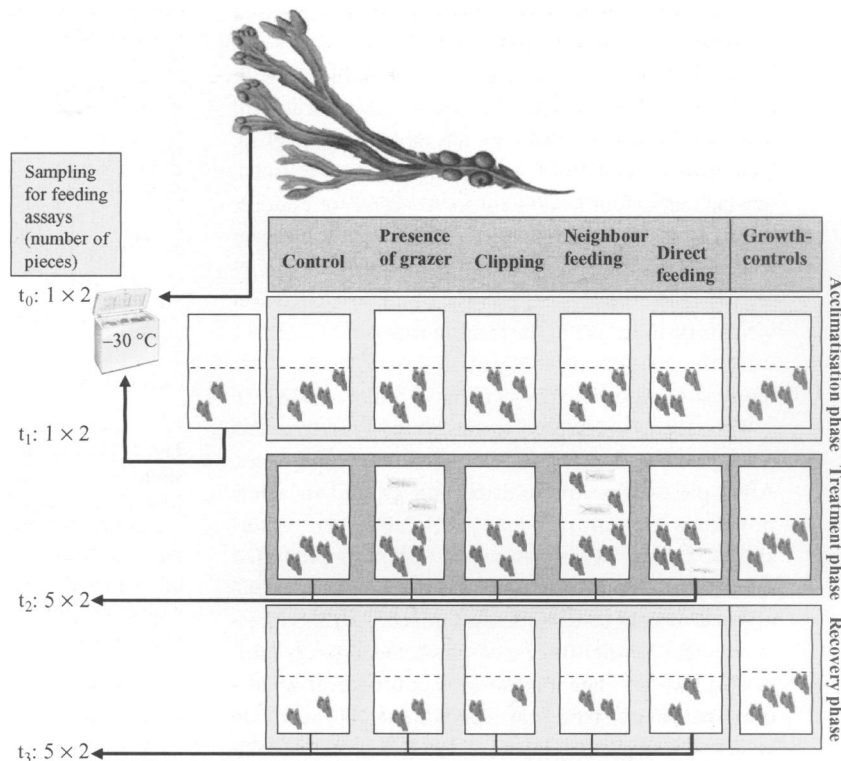 Sampling
for feeding
assays
(number of
pieces)
Control
Presence
of grazer
Clipping
Neighbour
feeding
Direct
feeding
Growth-
controls
t₀: 1 × 2
–30 °C
t₁: 1 × 2
Acclimatisation phase
t₂: 5 × 2
Treatment phase
t₃: 5 × 2
Recovery phase